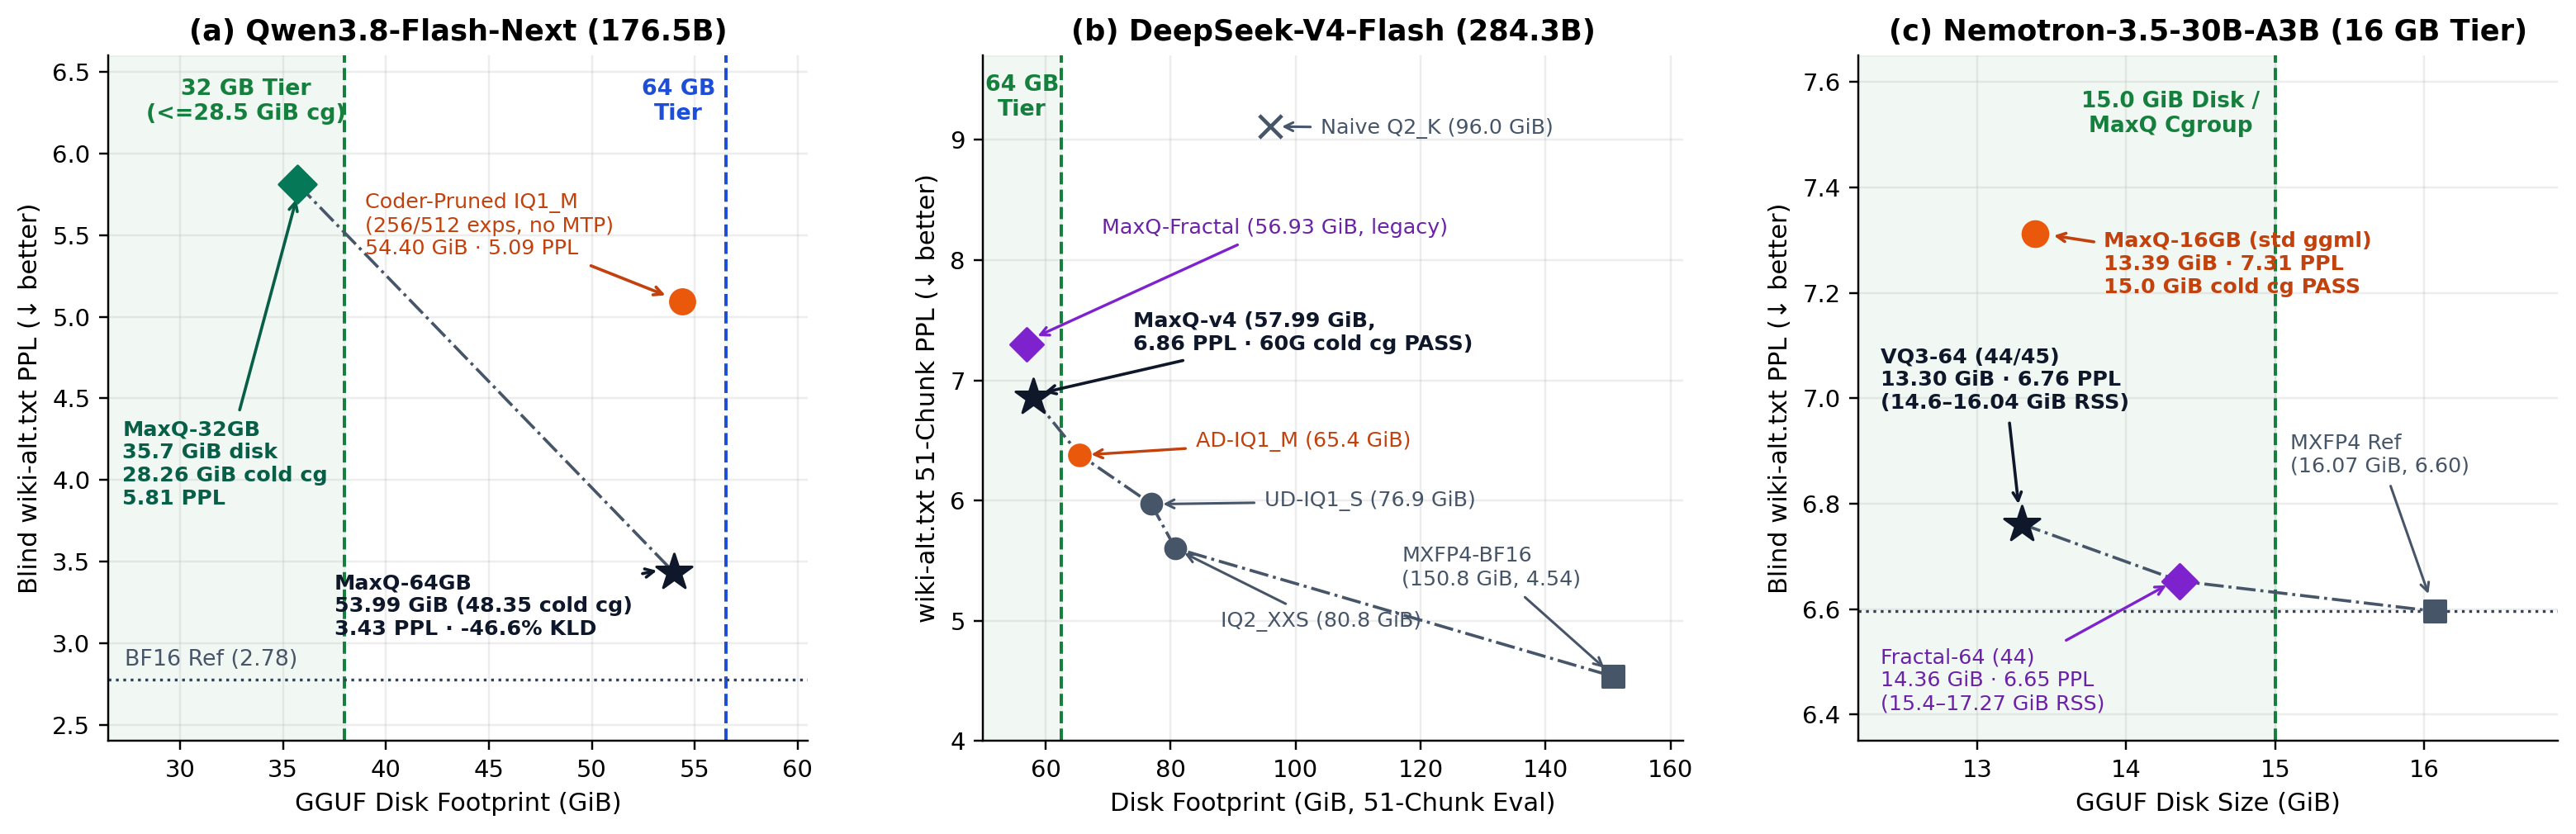 (a) Qwen3.8-Flash-Next (176.5B)
Blind wiki-alt.txt PPL (↓ better)
6.5
6.0
5.5
5.0
4.5
4.0
3.5
3.0
2.5
32 GB Tier
(<=28.5 GiB cg)
64 GB
Tier
Coder-Pruned IQ1_M
(256/512 exps, no MTP)
54.40 GiB · 5.09 PPL
MaxQ-32GB
35.7 GiB disk
28.26 GiB cold cg
5.81 PPL
MaxQ-64GB
53.99 GiB (48.35 cold cg)
3.43 PPL · -46.6% KLD
BF16 Ref (2.78)
30
35
40
45
50
55
60
GGUF Disk Footprint (GiB)
(b) DeepSeek-V4-Flash (284.3B)
wiki-alt.txt 51-Chunk PPL (↓ better)
9
8
7
6
5
4
64 GB
Tier
Naive Q2_K (96.0 GiB)
MaxQ-Fractal (56.93 GiB, legacy)
MaxQ-v4 (57.99 GiB,
6.86 PPL · 60G cold cg PASS)
AD-IQ1_M (65.4 GiB)
UD-IQ1_S (76.9 GiB)
MXFP4-BF16
(150.8 GiB, 4.54)
IQ2_XXS (80.8 GiB)
60
80
100
120
140
160
Disk Footprint (GiB, 51-Chunk Eval)
(c) Nemotron-3.5-30B-A3B (16 GB Tier)
Blind wiki-alt.txt PPL (↓ better)
7.6
7.4
7.2
7.0
6.8
6.6
6.4
15.0 GiB Disk /
MaxQ Cgroup
MaxQ-16GB (std ggml)
13.39 GiB · 7.31 PPL
15.0 GiB cold cg PASS
VQ3-64 (44/45)
13.30 GiB · 6.76 PPL
(14.6–16.04 GiB RSS)
MXFP4 Ref
(16.07 GiB, 6.60)
Fractal-64 (44)
14.36 GiB · 6.65 PPL
(15.4–17.27 GiB RSS)
13
14
15
16
GGUF Disk Size (GiB)